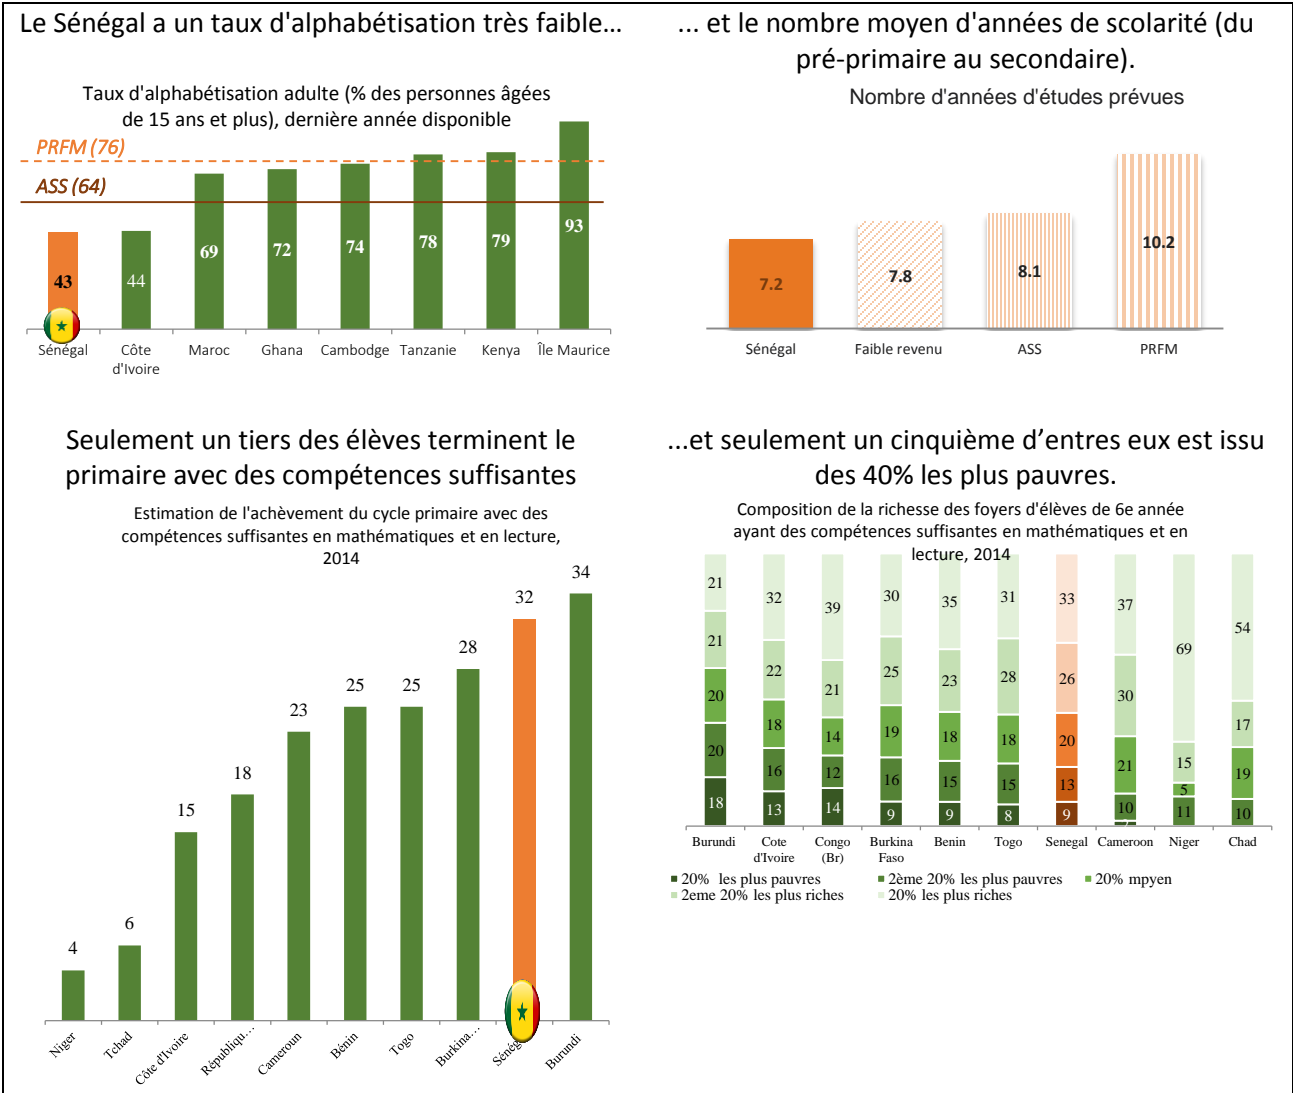 Le Sénégal a un taux d'alphabétisation très faible...
Taux d'alphabétisation adulte (% des personnes âgées
de 15 ans et plus), dernière année disponible
PRFM (76)
ASS (64)
43
44
69
72
74
78
79
93
Sénégal
Côte
d'Ivoire
Maroc
Ghana
Cambodge
Tanzanie
Kenya
Île Maurice
... et le nombre moyen d'années de scolarité (du
pré-primaire au secondaire).
Nombre d'années d'études prévues
7.2
7.8
8.1
10.2
Sénégal
Faible revenu
ASS
PRFM
Seulement un tiers des élèves terminent le
primaire avec des compétences suffisantes
Estimation de l'achèvement du cycle primaire avec des
compétences suffisantes en mathématiques et en lecture,
2014
4
6
15
18
23
25
25
28
32
34
Niger
Tchad
Côte d'Ivoire
Républiqu...
Cameroun
Bénin
Togo
Burkina...
Sénég
Burundi
...et seulement un cinquième d’entres eux est issu
des 40% les plus pauvres.
Composition de la richesse des foyers d'élèves de 6e année
ayant des compétences suffisantes en mathématiques et en
lecture, 2014
21 32 39 30 35 31 33 37 69 54
21 22 21 25 23 28 26 30 15 17
20 18 14 19 18 18 20 21 5 19
20 16 12 16 15 15 13 10 11 10
18 13 14 9 9 8 9
Burundi
Cote
d'Ivoire
Congo
(Br)
Burkina
Faso
Benin
Togo
Senegal
Cameroon
Niger
Chad
20% les plus pauvres
2ème 20% les plus pauvres
20% mpyen
2eme 20% les plus riches
20% les plus riches